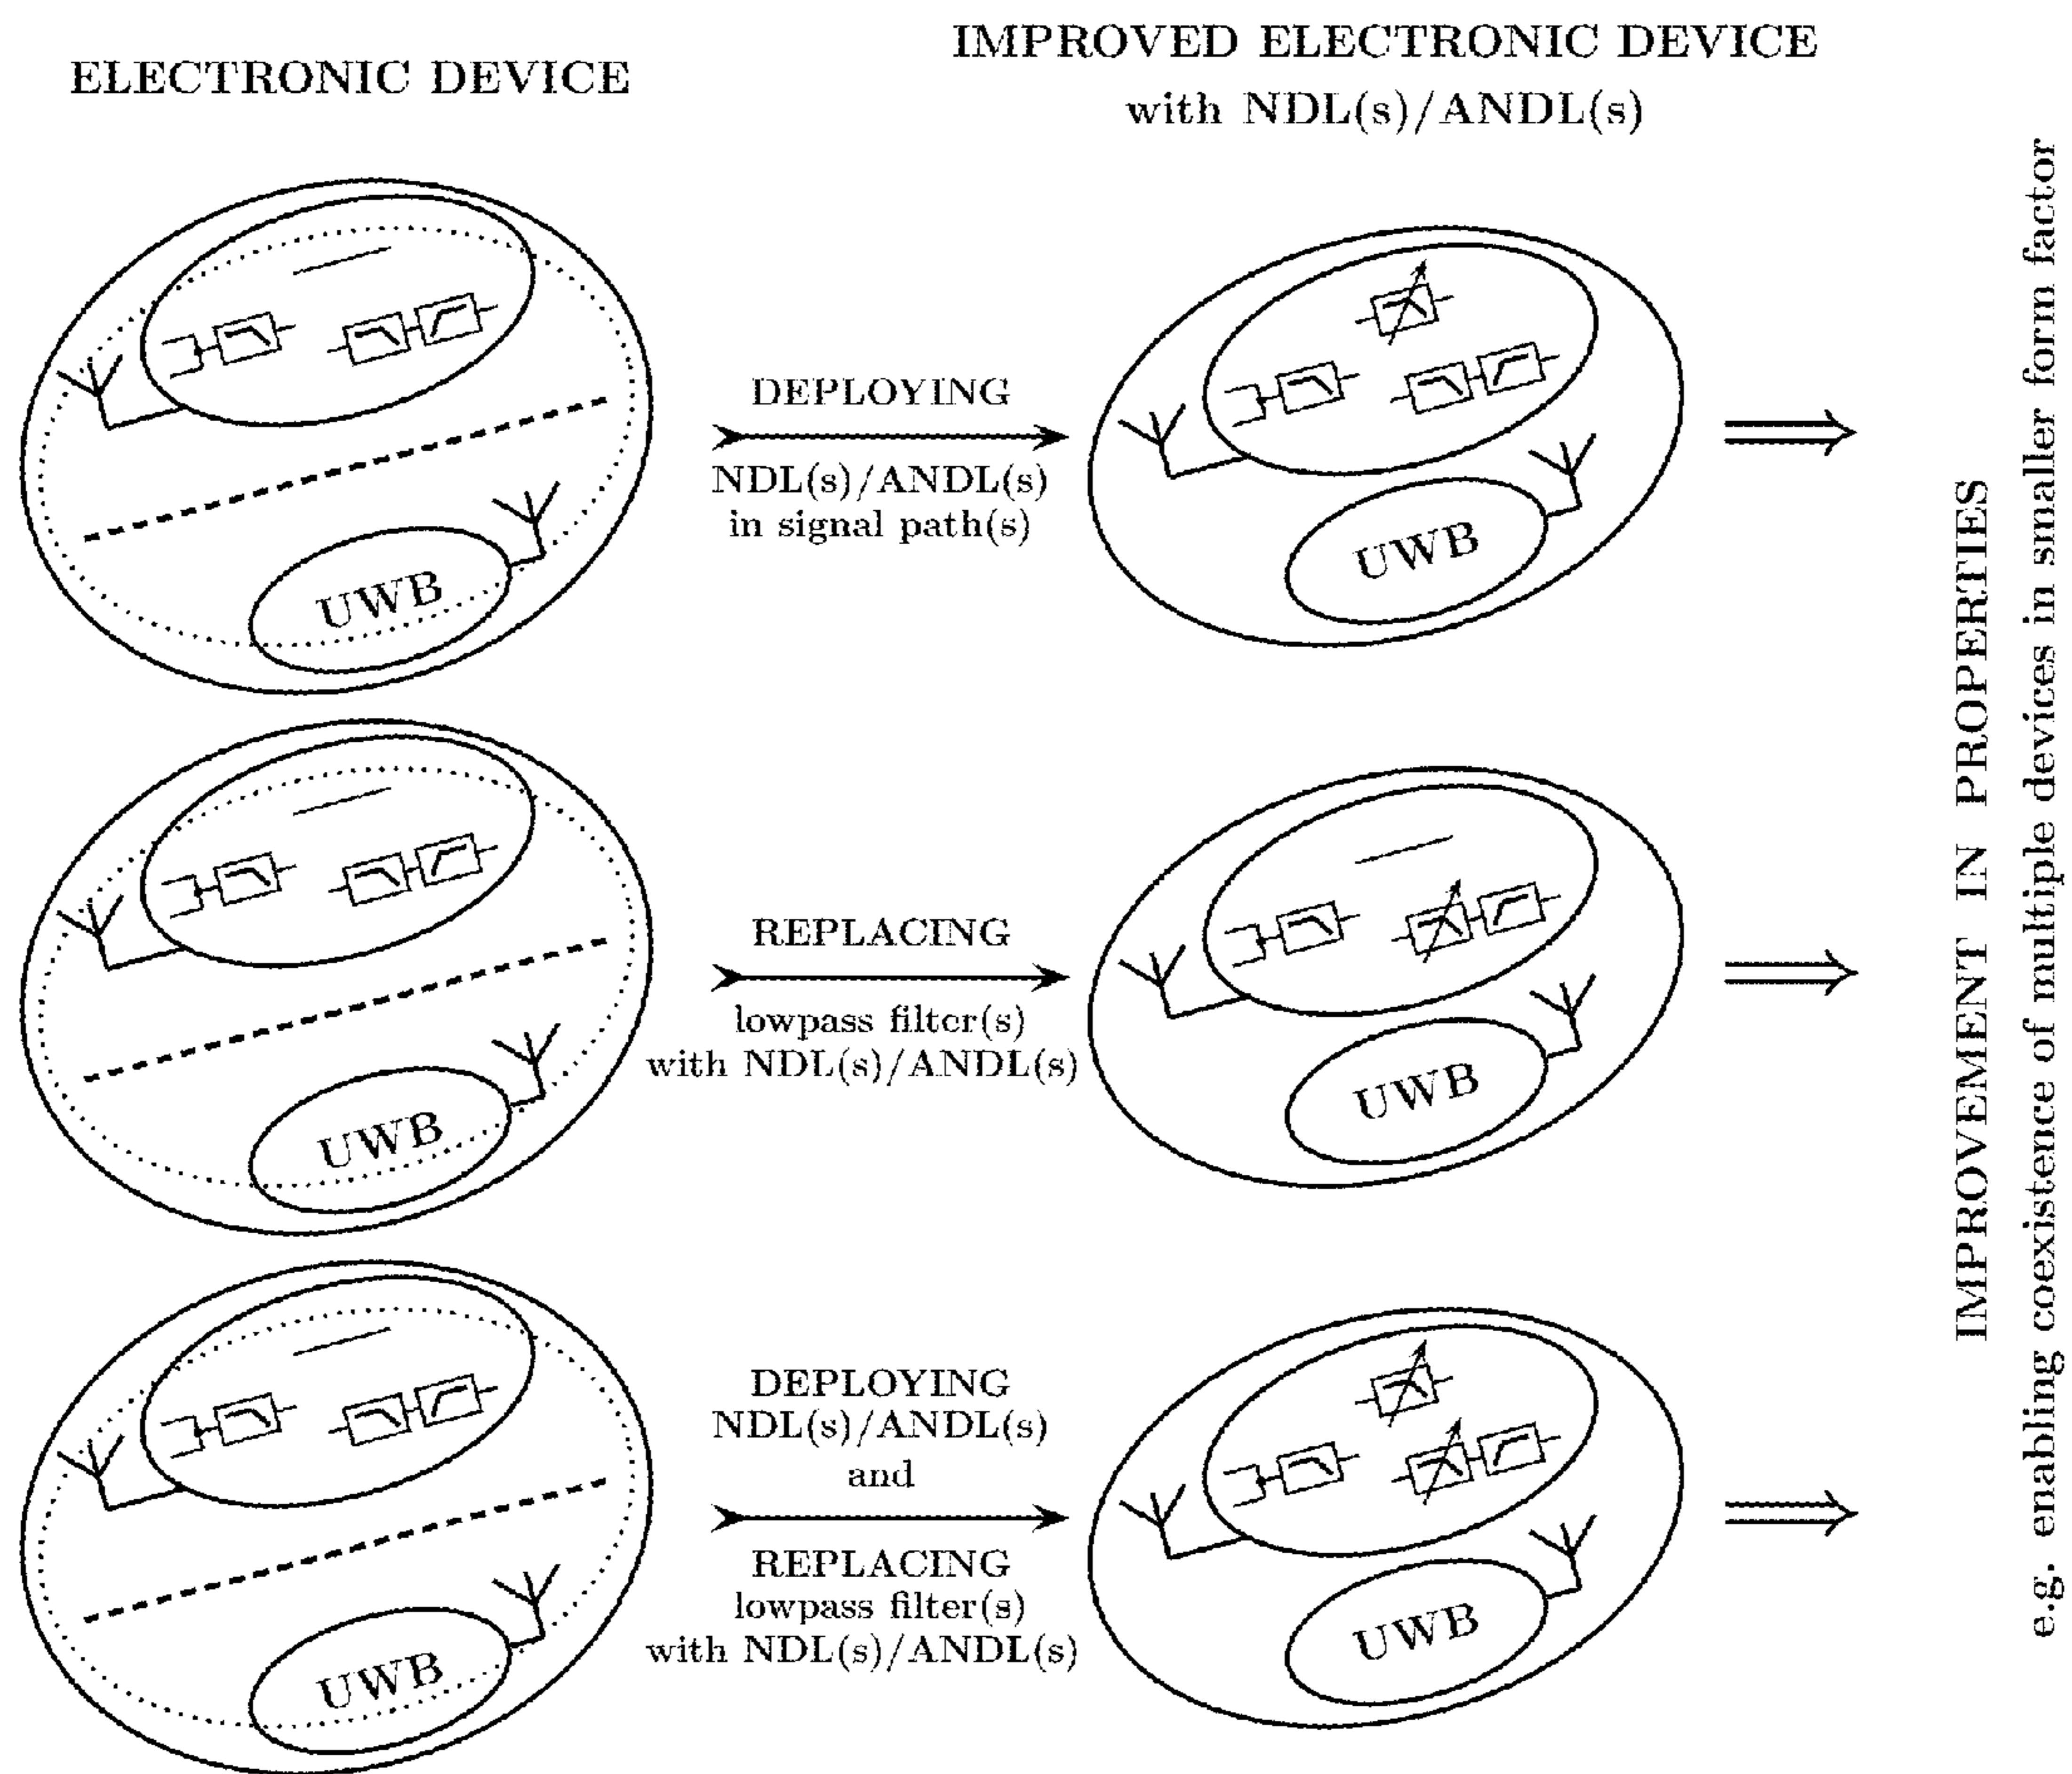 ELECTRONIC DEVICE
IMPROVED ELECTRONIC DEVICE
with NDL(s)/ANDL(s)
UWB
DEPLOYING
NDL(s)/ANDL(s)
in signal path(s)
UWB
UWB
REPLACING
lowpass filter(s)
with NDL(s)/ANDL(s)
UWB
UWB
DEPLOYING
NDL(s)/ANDL(s)
and
REPLACING
lowpass filter(s)
with NDL(s)/ANDL(s)
UWB
IMPROVEMENT IN PROPERTIES
e.g. enabling coexistence of multiple devices in smaller form factor